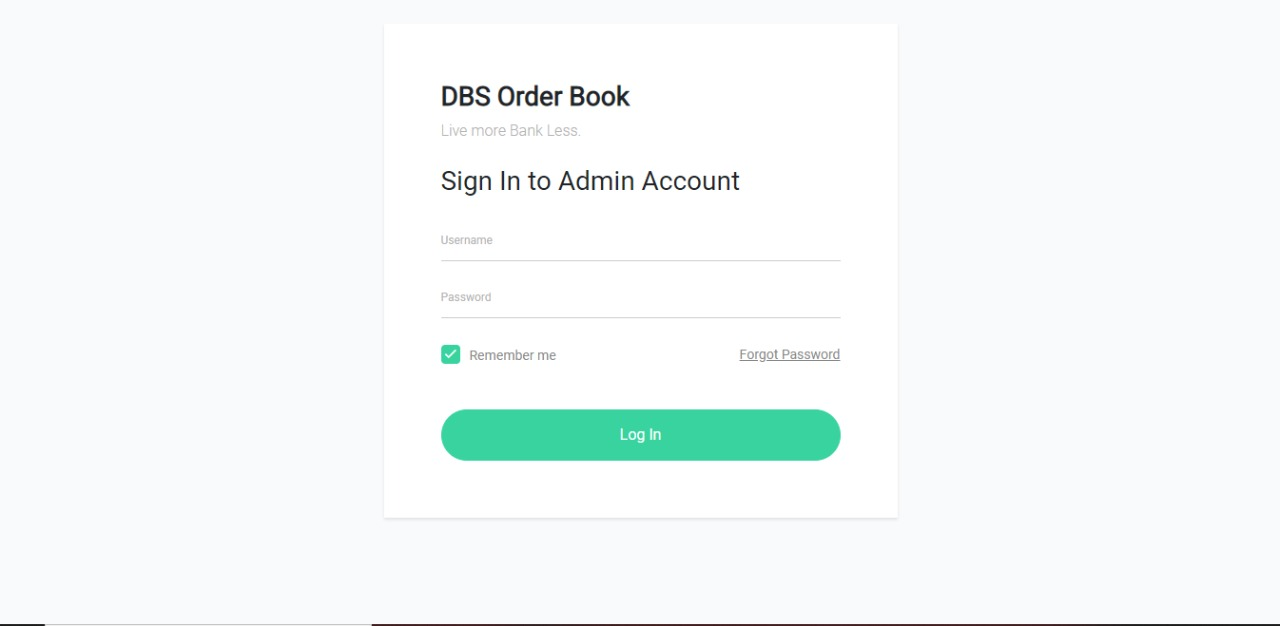 DBS Order Book
Live more Bank Less.
Sign In to Admin Account
Username
Password
Remember me
Forgot Password
Log In